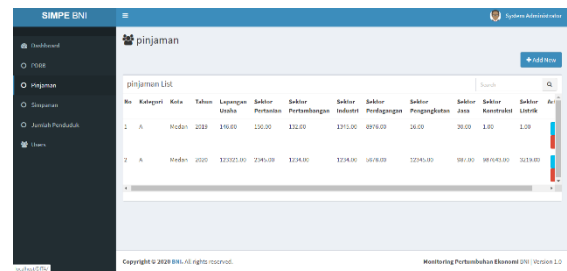 SIMPE BNI
System Administrator
Dashboard
PDRB
Pinjaman
Simpanan
Jumlah Penduduk
Users
pinjaman
+ Add New
pinjaman List
Search
No Kategori Kota Tahun Lapangan Usaha Sektor Pertanian Sektor Pertambangan Sektor Industri Sektor Perdagangan Sektor Pengangkutan Sektor Jasa Sektor Konstruksi Sektor Listrik
1 A Medan 2019 140.00 150.00 132.00 1341.00 8976.00 16.00 30.00 1.00 1.00
2 A Medan 2020 123321.00 2345.00 1234.00 1234.00 5678.00 12345.00 987.00 987643.00 3219.00
Copyright © 2020 BNI. All rights reserved.
Monitoring Pertumbuhan Ekonomi BNI | Version 1.0